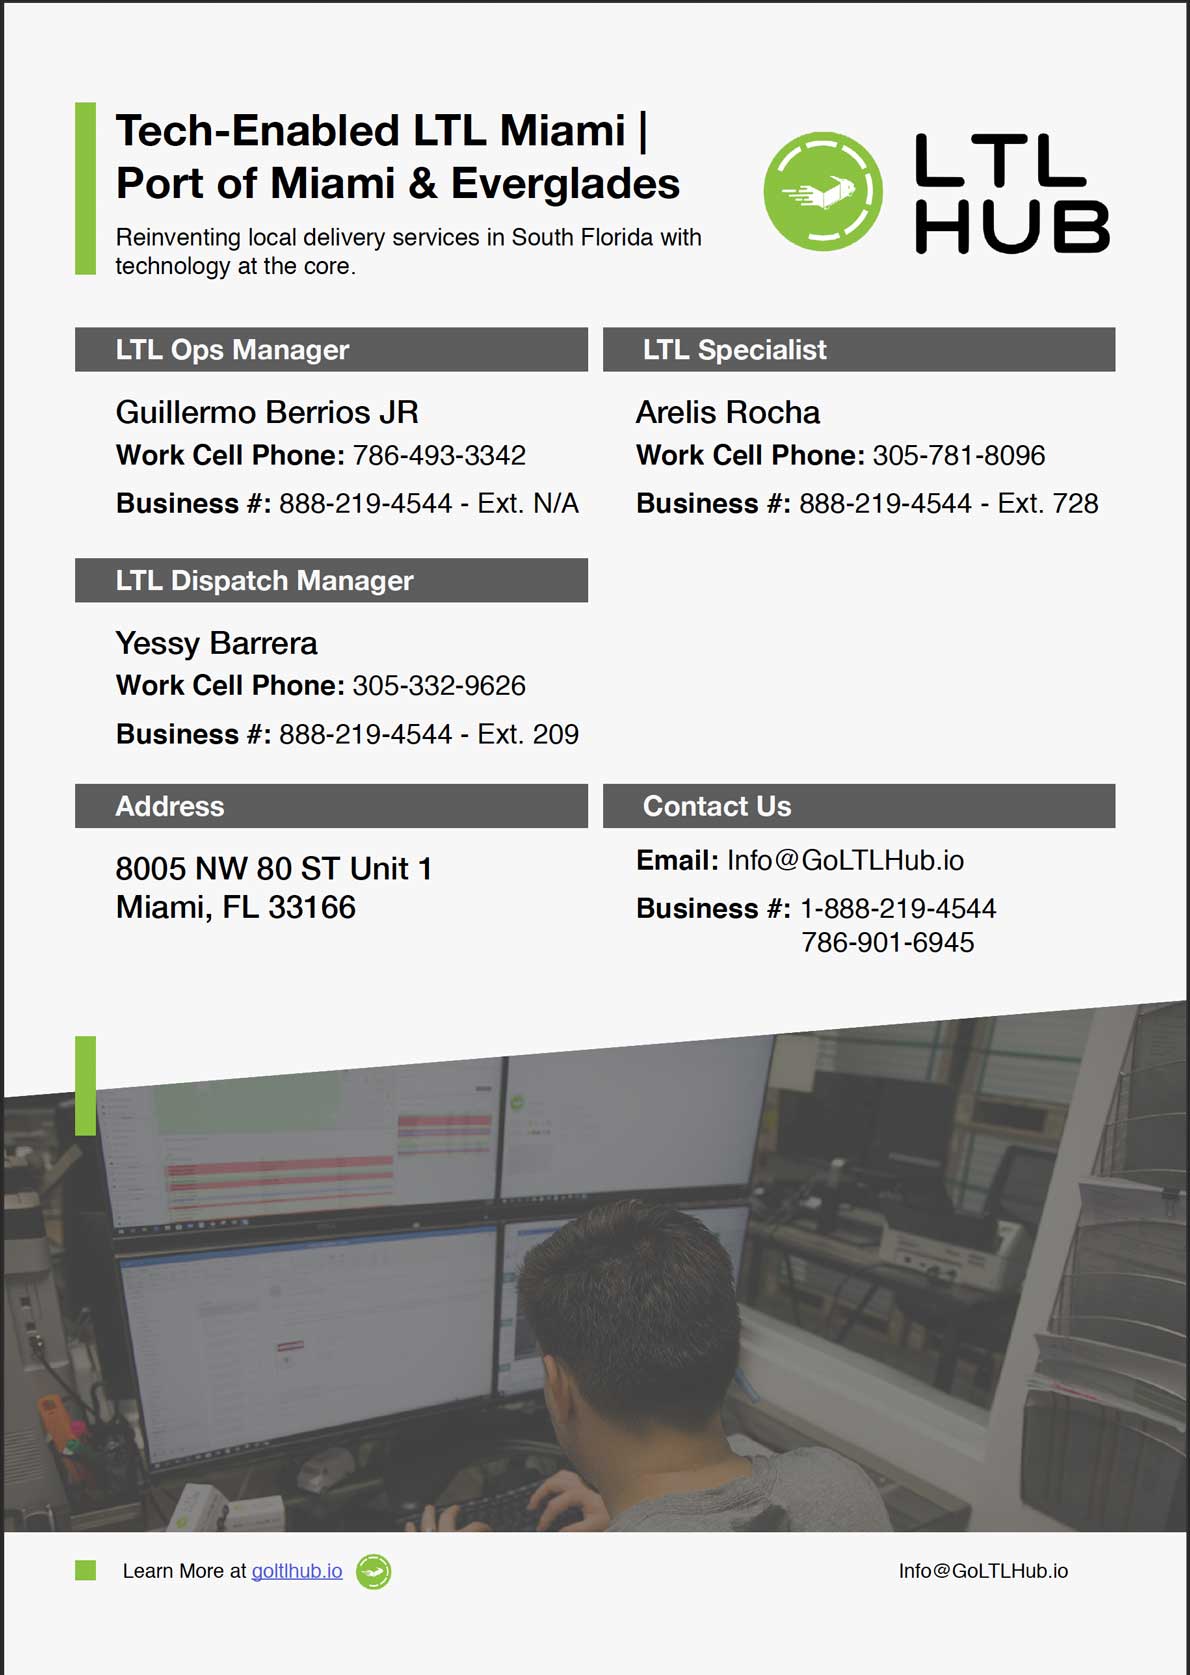 Tech-Enabled LTL Miami |
Port of Miami & Everglades
Reinventing local delivery services in South Florida with
technology at the core.
LTL
HUB
LTL Ops Manager
Guillermo Berrios JR
Work Cell Phone: 786-493-3342
Business #: 888-219-4544 - Ext. N/A
LTL Specialist
Arelis Rocha
Work Cell Phone: 305-781-8096
Business #: 888-219-4544 - Ext. 728
LTL Dispatch Manager
Yessy Barrera
Work Cell Phone: 305-332-9626
Business #: 888-219-4544 - Ext. 209
Address
8005 NW 80 ST Unit 1
Miami, FL 33166
Contact Us
Email: Info@GoLTLHub.io
Business #: 1-888-219-4544
786-901-6945
Learn More at goltlhub.io
Info@GoLTLHub.io